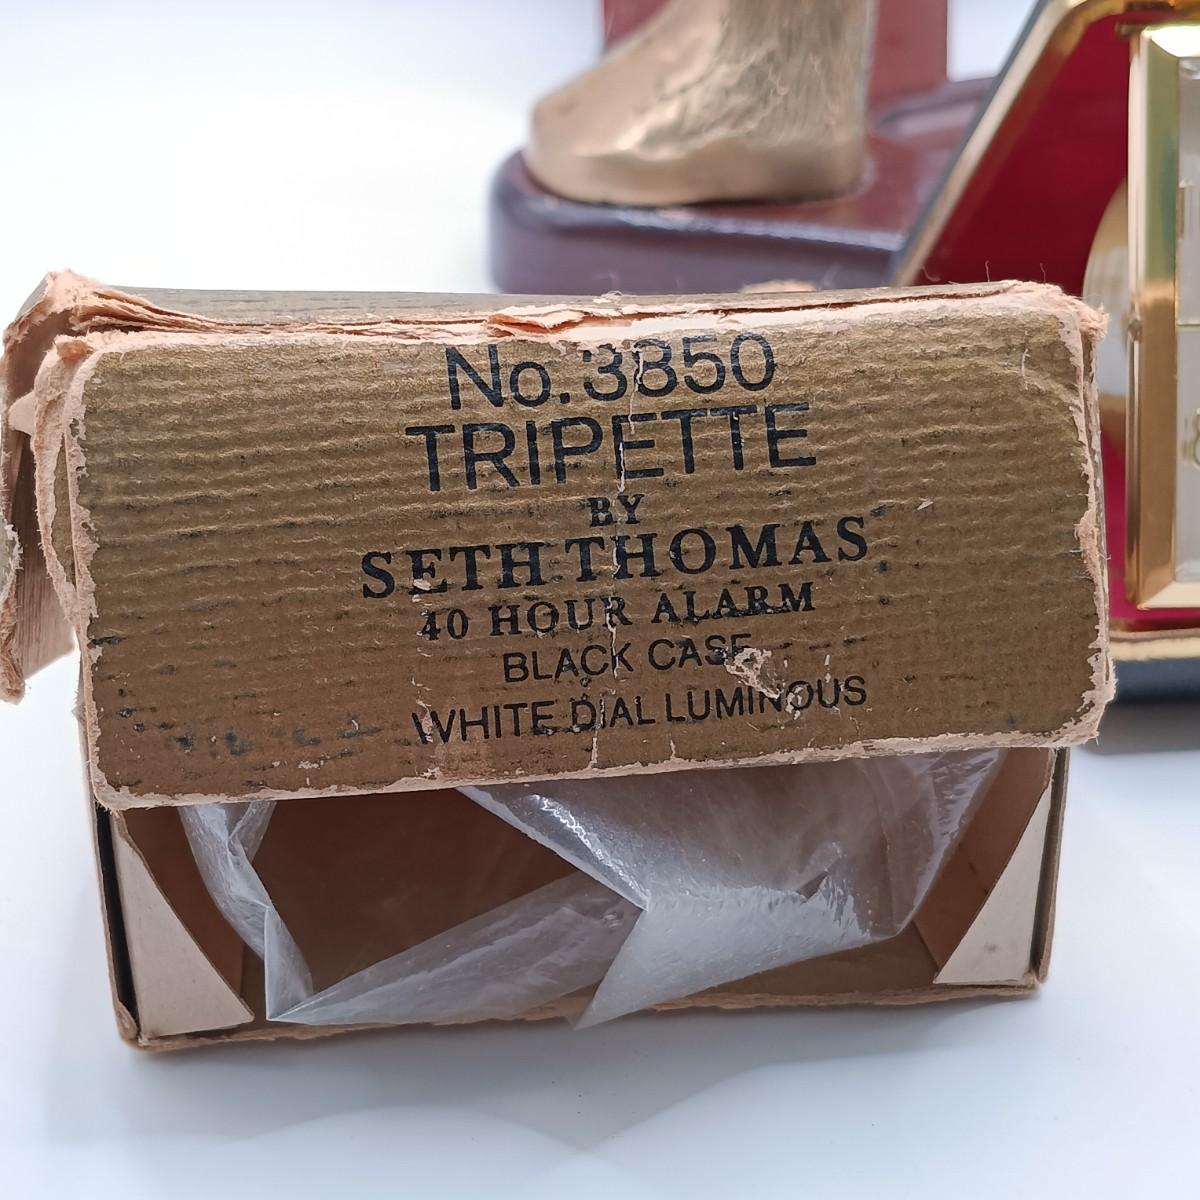 No. 3850
TRIPETTE
BY
SETH THOMAS
40 HOUR ALARM
BLACK CASE
WHITE DIAL LUMINOUS